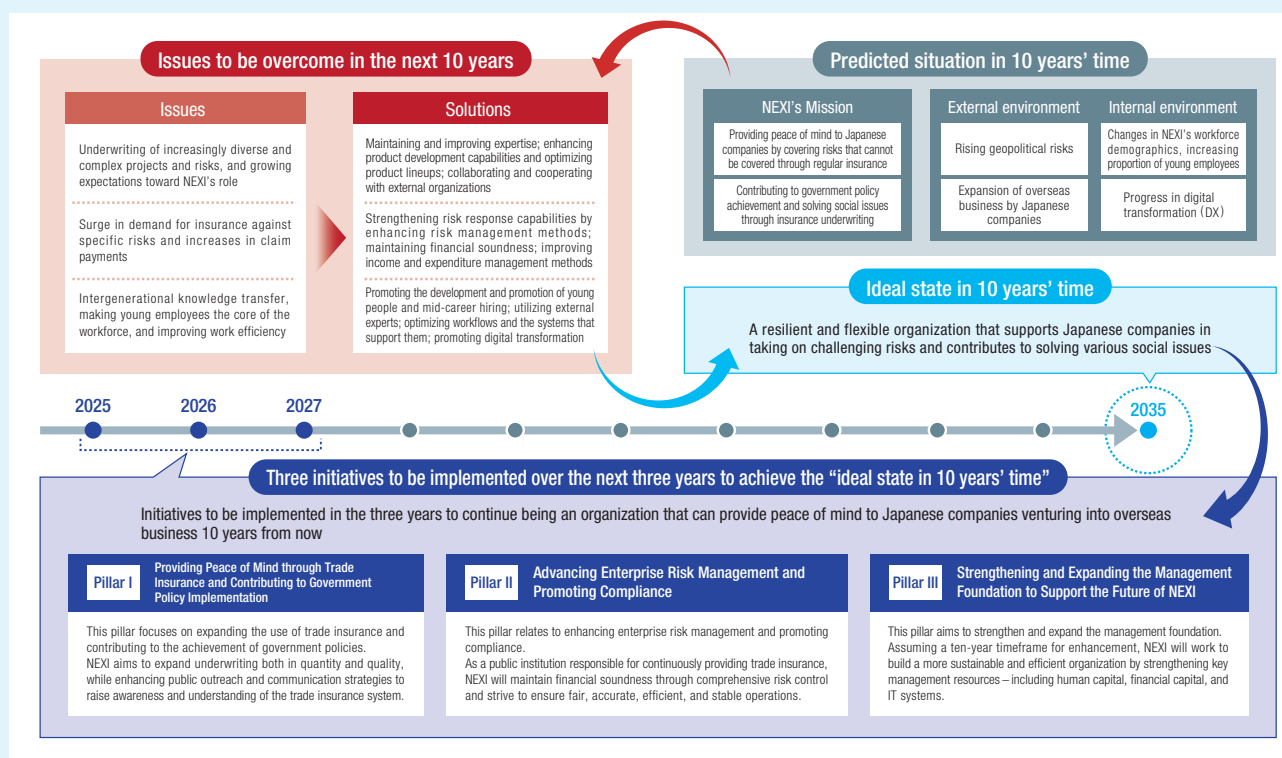 Issues to be overcome in the next 10 years
Issues
Underwriting of increasingly diverse and
complex projects and risks, and growing
expectations toward NEXI's role
Surge in demand for insurance against
specific risks and increases in claim
payments
Intergenerational knowledge transfer,
making young employees the core of the
workforce, and improving work efficiency
Solutions
Maintaining and improving expertise; enhancing
product development capabilities and optimizing
product lineups; collaborating and cooperating
with external organizations
Strengthening risk response capabilities by
enhancing risk management methods;
maintaining financial soundness; improving
income and expenditure management methods
Promoting the development and promotion of young
people and mid-career hiring; utilizing external
experts; optimizing workflows and the systems that
support them; promoting digital transformation
Predicted situation in 10 years' time
NEXI's Mission
Providing peace of mind to Japanese
companies by covering risks that cannot
be covered through regular insurance
Contributing to government policy
achievement and solving social issues
through insurance underwriting
External environment
Rising geopolitical risks
Expansion of overseas
business by Japanese
companies
Internal environment
Changes in NEXI's workforce
demographics, increasing
proportion of young employees
Progress in digital
transformation (DX)
Ideal state in 10 years' time
A resilient and flexible organization that supports Japanese companies in
taking on challenging risks and contributes to solving various social issues
2025
2026
2027
2035
Three initiatives to be implemented over the next three years to achieve the “ideal state in 10 years' time”
Initiatives to be implemented in the three years to continue being an organization that can provide peace of mind to Japanese companies venturing into overseas
business 10 years from now
Pillar I
Providing Peace of Mind through Trade
Insurance and Contributing to Government
Policy Implementation
This pillar focuses on expanding the use of trade insurance and
contributing to the achievement of government policies.
NEXI aims to expand underwriting both in quantity and quality,
while enhancing public outreach and communication strategies to
raise awareness and understanding of the trade insurance system.
Pillar II
Advancing Enterprise Risk Management and
Promoting Compliance
This pillar relates to enhancing enterprise risk management and promoting
compliance.
As a public institution responsible for continuously providing trade insurance,
NEXI will maintain financial soundness through comprehensive risk control
and strive to ensure fair, accurate, efficient, and stable operations.
Pillar III
Strengthening and Expanding the Management
Foundation to Support the Future of NEXI
This pillar aims to strengthen and expand the management foundation.
Assuming a ten-year timeframe for enhancement, NEXI will work to
build a more sustainable and efficient organization by strengthening key
management resources – including human capital, financial capital, and
IT systems.